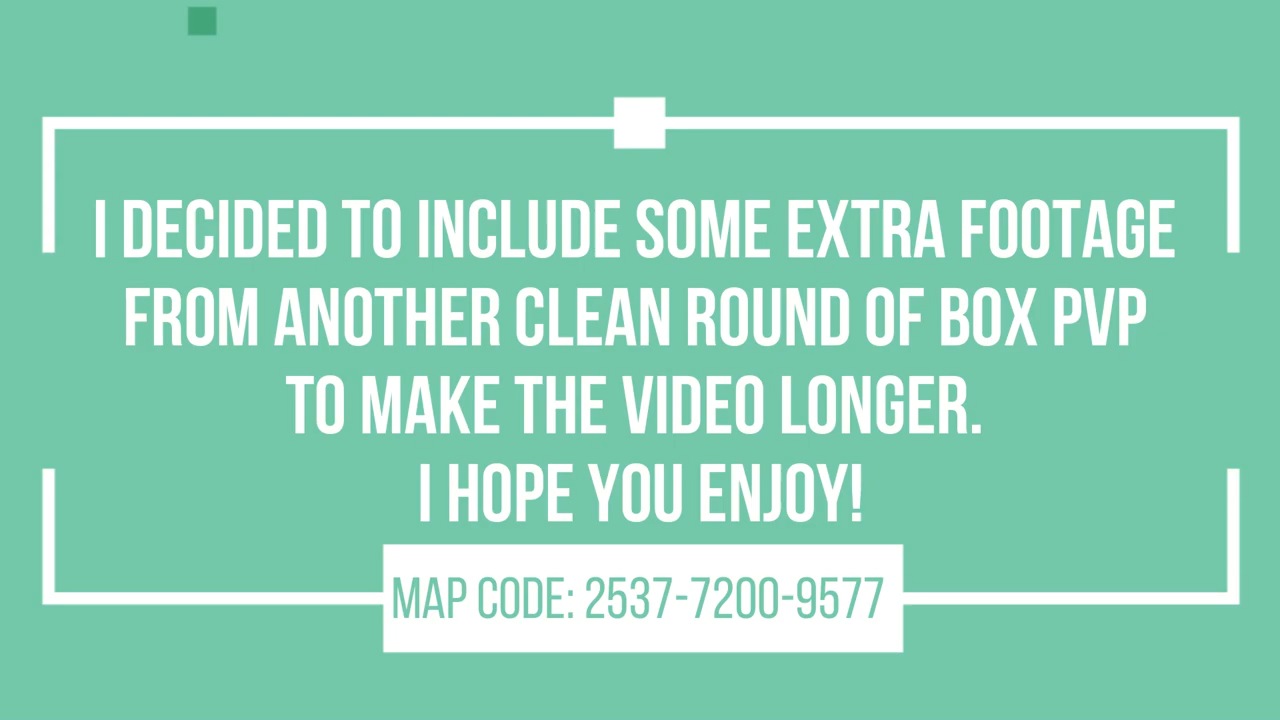 I DECIDED TO INCLUDE SOME EXTRA FOOTAGE
FROM ANOTHER CLEAN ROUND OF BOX PVP
TO MAKE THE VIDEO LONGER.
I HOPE YOU ENJOY!
MAP CODE: 2537-7200-9577